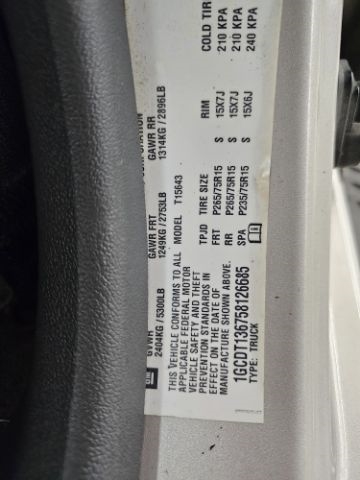 CORPORATION
GVWR GAWR FRT GAWR RR
2404KG / 5300LB 1249KG / 2753LB 1314KG / 2896LB
THIS VEHICLE CONFORMS TO ALL MODEL T15643
APPLICABLE FEDERAL MOTOR
VEHICLE SAFETY AND THEFT
PREVENTION STANDARDS IN
EFFECT ON THE DATE OF
MANUFACTURE SHOWN ABOVE.
TPJD TIRE SIZE RIM COLD TIR
FRT P265/75R15 S 15X7J 210 KPA
RR P265/75R15 S 15X7J 210 KPA
SPA P235/75R15 S 15X6J 240 KPA
1GCDT136758126685
TYPE: TRUCK
GM